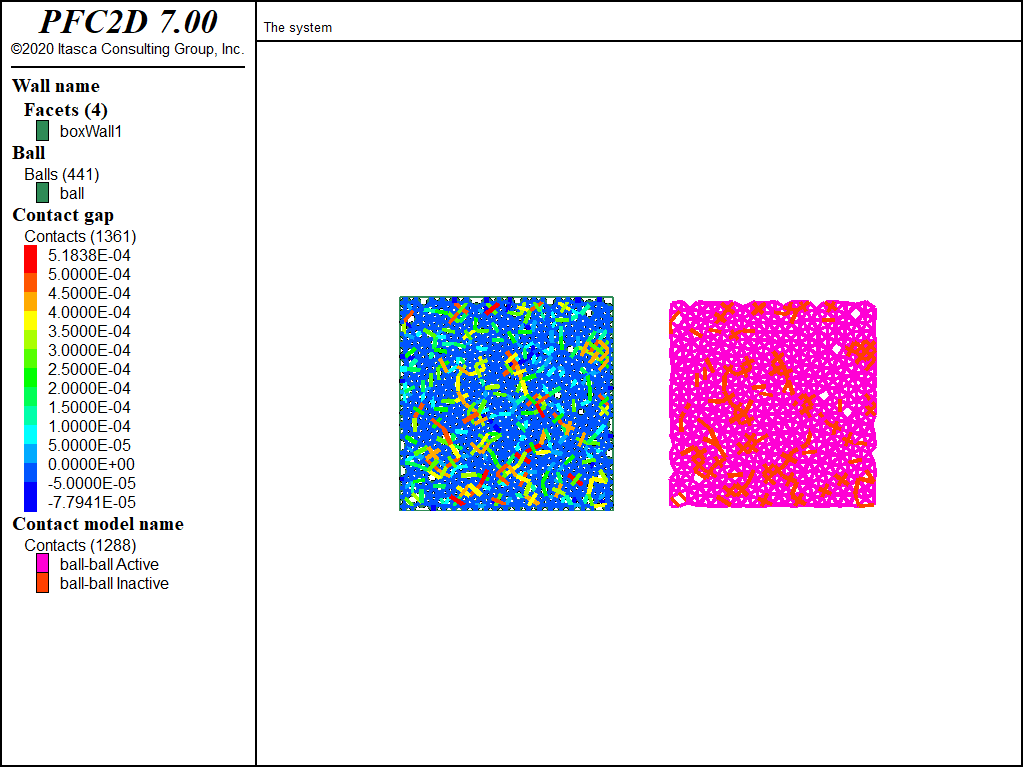 PFC2D 7.00
©2020 Itasca Consulting Group, Inc.
The system
Wall name
Facets (4)
boxWall1
Ball
Balls (441)
ball
Contact gap
Contacts (1361)
5.1838E-04
5.0000E-04
4.5000E-04
4.0000E-04
3.5000E-04
3.0000E-04
2.5000E-04
2.0000E-04
1.5000E-04
1.0000E-04
5.0000E-05
0.0000E+00
-5.0000E-05
-7.7941E-05
Contact model name
Contacts (1288)
ball-ball Active
ball-ball Inactive